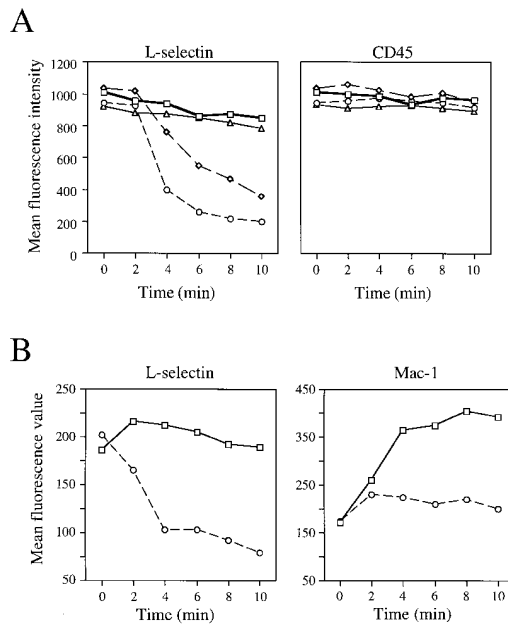 A
L-selectin
CD45
Mean fluorescence intensity
1200
1000
800
600
400
200
0
0 2 4 6 8 10
0 2 4 6 8 10
Time (min)
Time (min)
B
L-selectin
Mac-1
Mean fluorescence value
250
200
150
100
50
450
350
250
150
50
0 2 4 6 8 10
0 2 4 6 8 10
Time (min)
Time (min)